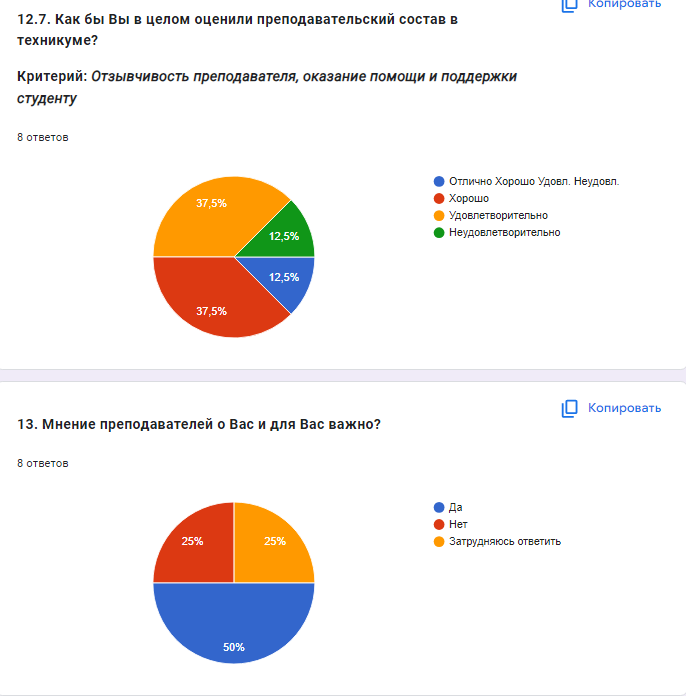 Копировать
12.7. Как бы Вы в целом оценили преподавательский состав в
техникуме?
Критерий: Отзывчивость преподавателя, оказание помощи и поддержки
студенту
8 ответов
37,5%
12,5%
12,5%
37,5%
Отлично Хорошо Удовл. Неудовл.
Хорошо
Удовлетворительно
Неудовлетворительно
Копировать
13. Мнение преподавателей о Вас и для Вас важно?
8 ответов
25%
25%
50%
Да
Нет
Затрудняюсь ответить